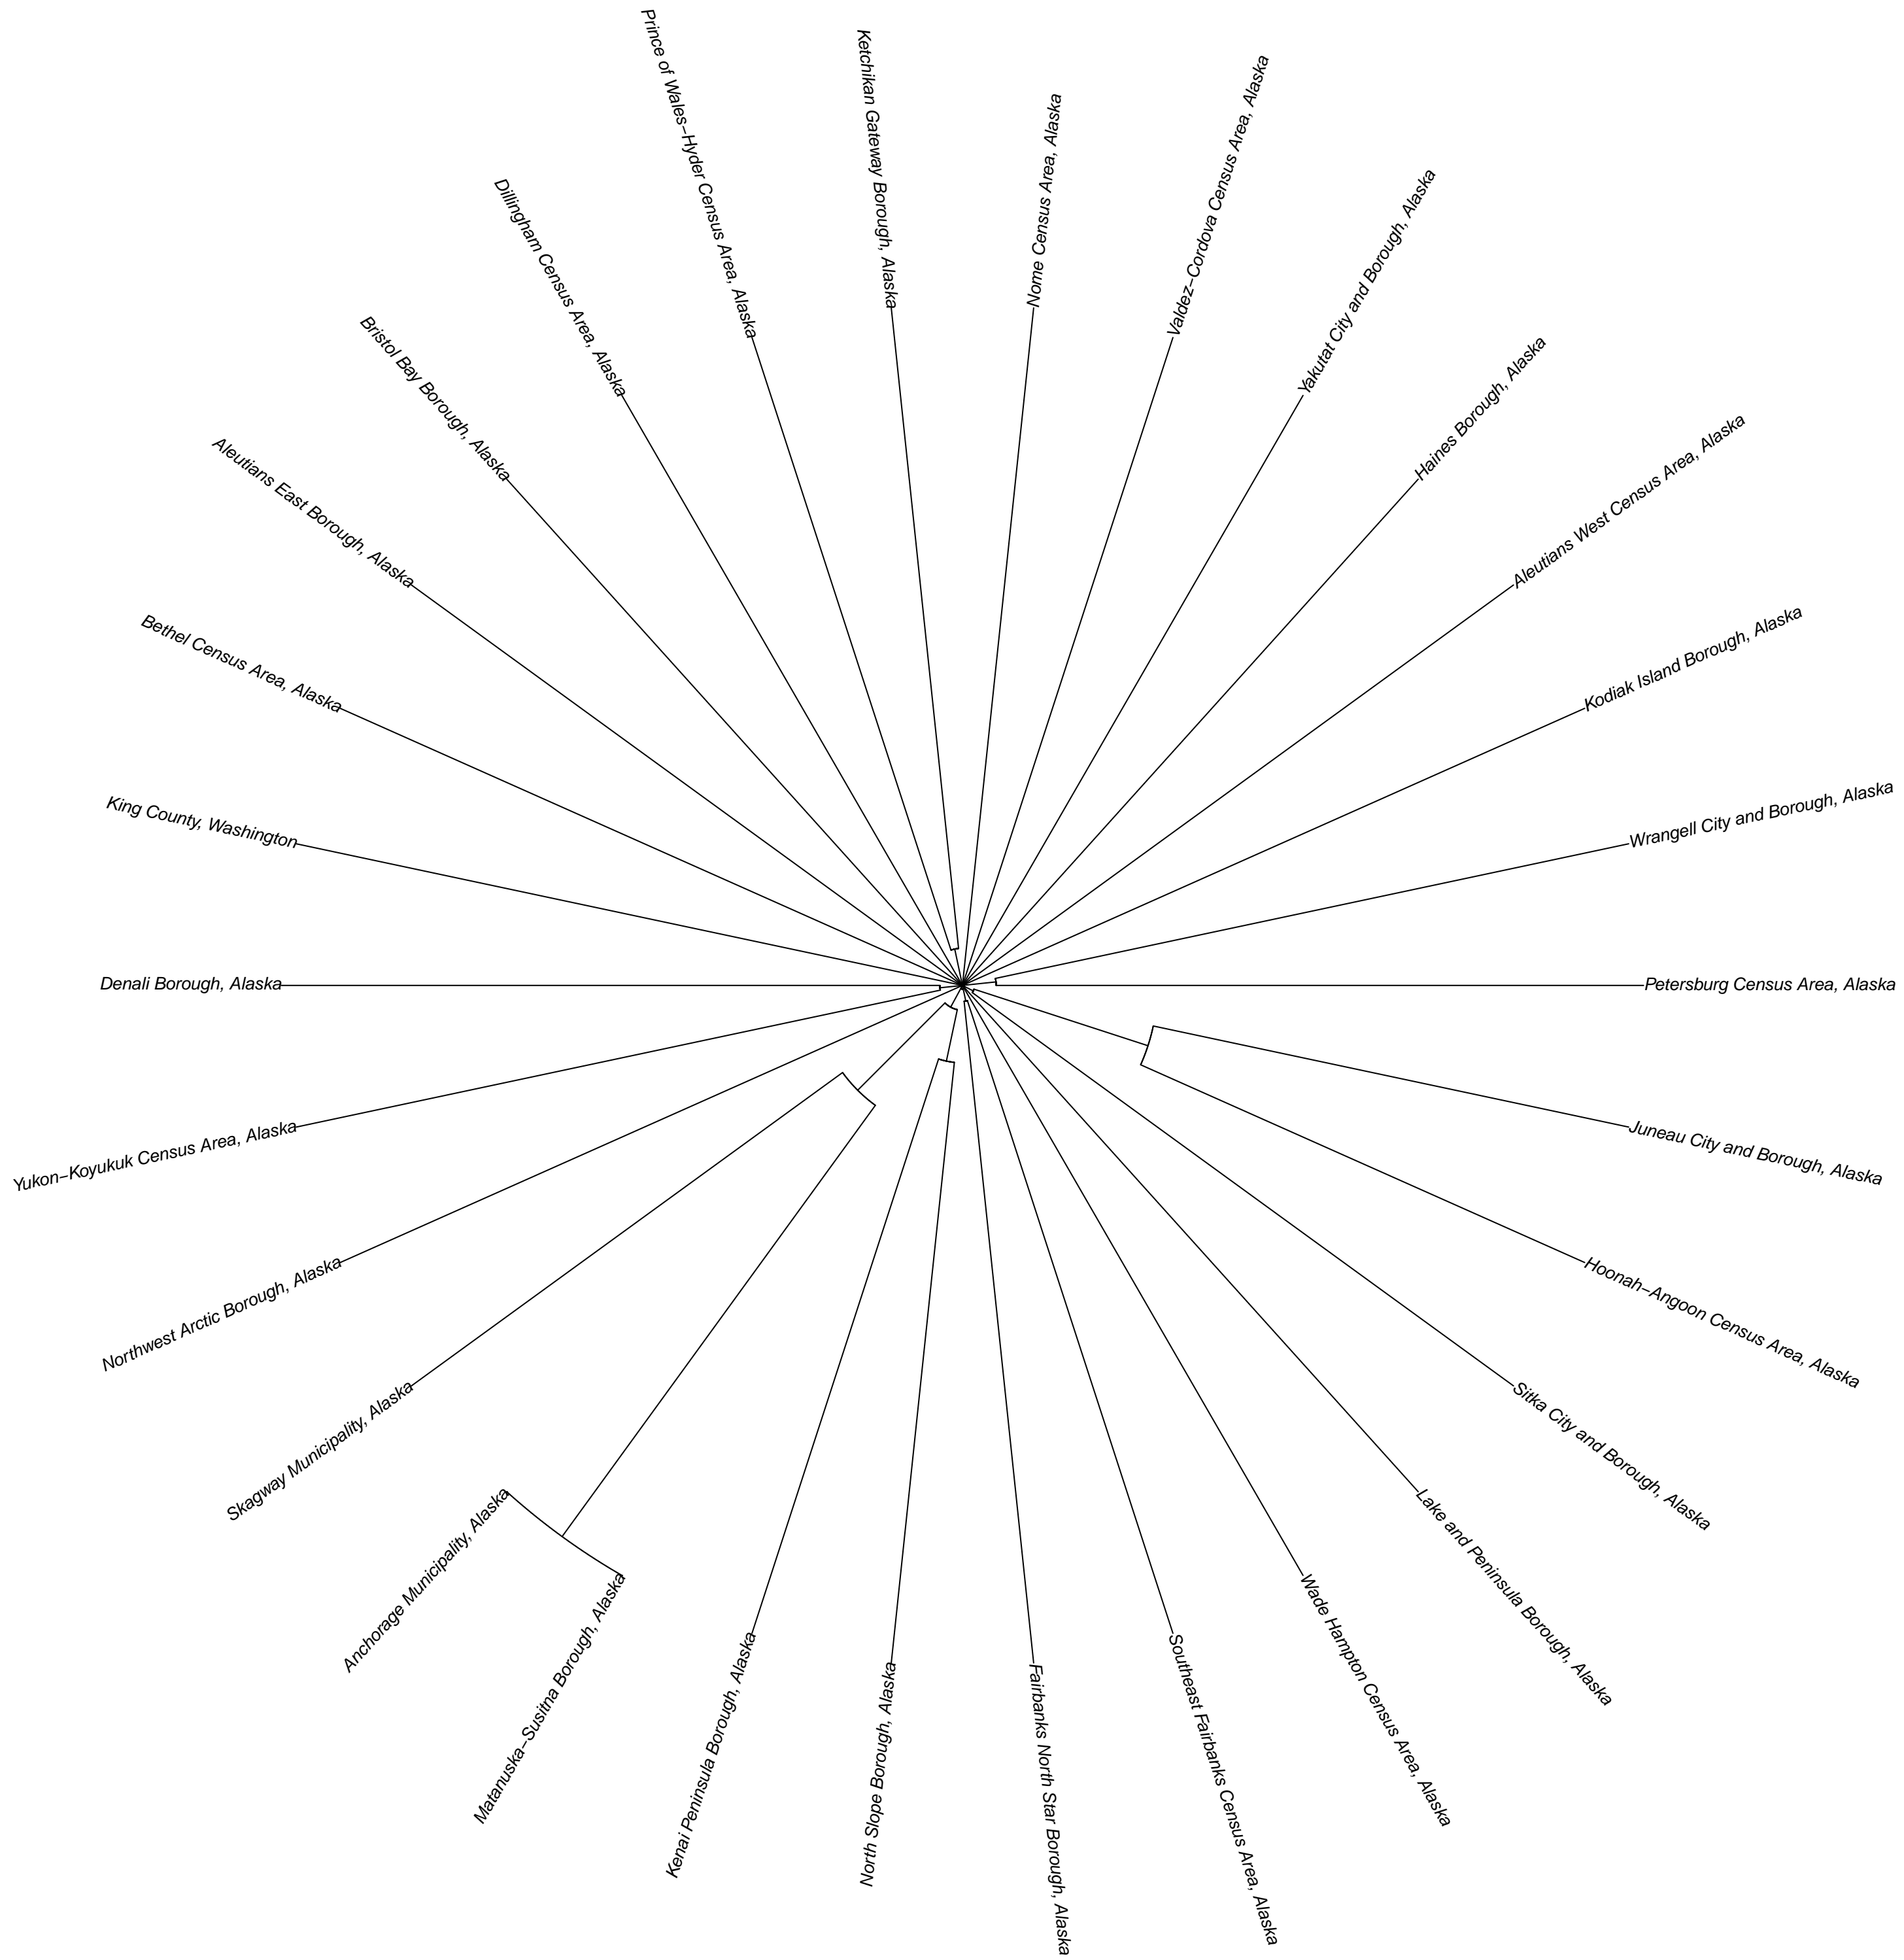 Prince of Wales−Hyder Census Area, Alaska
Ketchikan Gateway Borough, Alaska
Nome Census Area, Alaska
Valdez−Cordova Census Area, Alaska
Yakutat City and Borough, Alaska
Haines Borough, Alaska
Aleutians West Census Area, Alaska
Kodiak Island Borough, Alaska
Wrangell City and Borough, Alaska
Petersburg Census Area, Alaska
Juneau City and Borough, Alaska
Hoonah−Angoon Census Area, Alaska
Sitka City and Borough, Alaska
Lake and Peninsula Borough, Alaska
Wade Hampton Census Area, Alaska
Southeast Fairbanks Census Area, Alaska
Fairbanks North Star Borough, Alaska
North Slope Borough, Alaska
Kenai Peninsula Borough, Alaska
Matanuska−Susitna Borough, Alaska
Anchorage Municipality, Alaska
Skagway Municipality, Alaska
Northwest Arctic Borough, Alaska
Yukon−Koyukuk Census Area, Alaska
Denali Borough, Alaska
King County, Washington
Bethel Census Area, Alaska
Aleutians East Borough, Alaska
Bristol Bay Borough, Alaska
Dillingham Census Area, Alaska